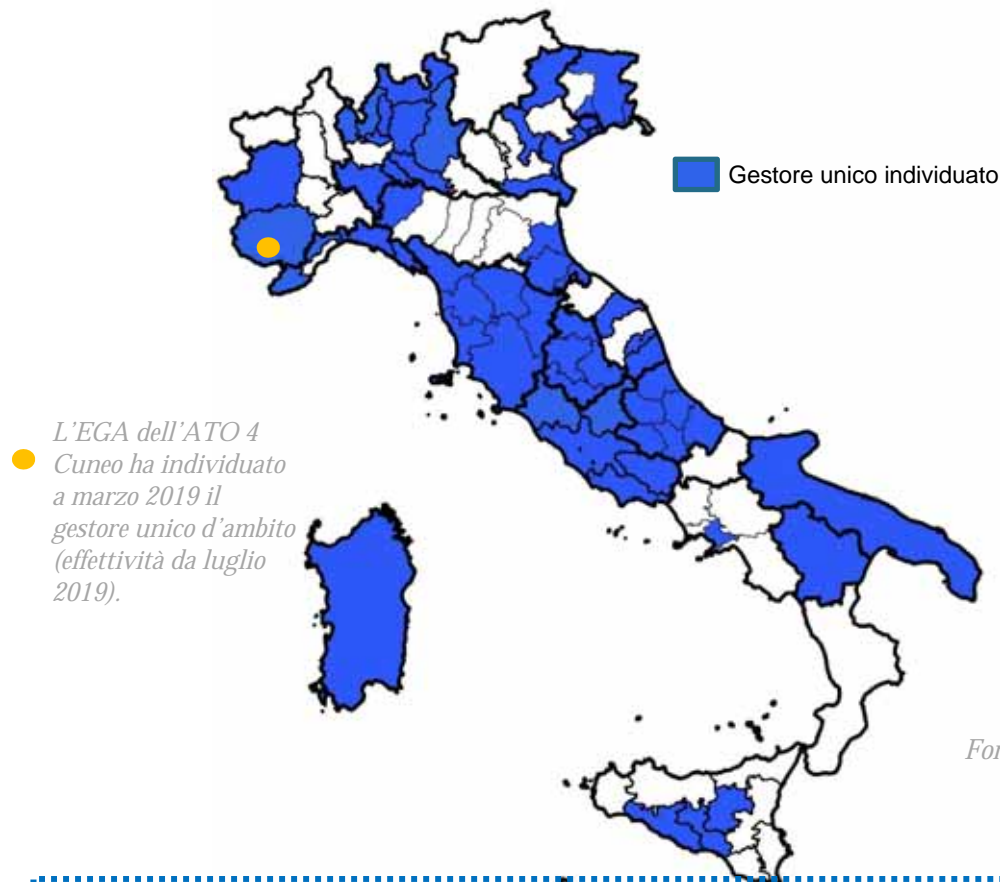 Gestore unico individuato
L'EGA dell'ATO 4
Cuneo ha individuato
a marzo 2019 il
gestore unico d'ambito
(effettività da luglio
2019).